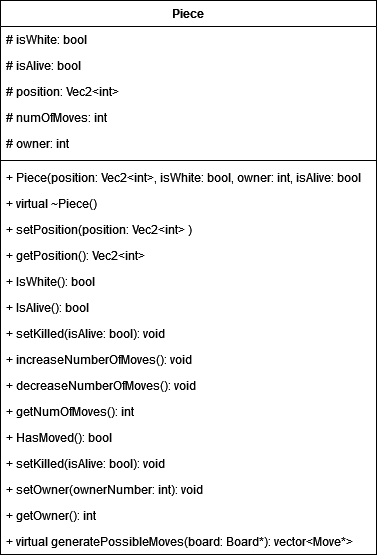 Piece
# isWhite: bool
# isAlive: bool
# position: Vec2<int>
# numOfMoves: int
# owner: int
+ Piece(position: Vec2<int>, isWhite: bool, owner: int, isAlive: bool
+ virtual ~Piece()
+ setPosition(position: Vec2<int> )
+ getPosition(): Vec2<int>
+ IsWhite(): bool
+ IsAlive(): bool
+ setKilled(isAlive: bool): void
+ increaseNumberOfMoves(): void
+ decreaseNumberOfMoves(): void
+ getNumOfMoves(): int
+ HasMoved(): bool
+ setKilled(isAlive: bool): void
+ setOwner(ownerNumber: int): void
+ getOwner(): int
+ virtual generatePossibleMoves(board: Board*): vector<Move*>